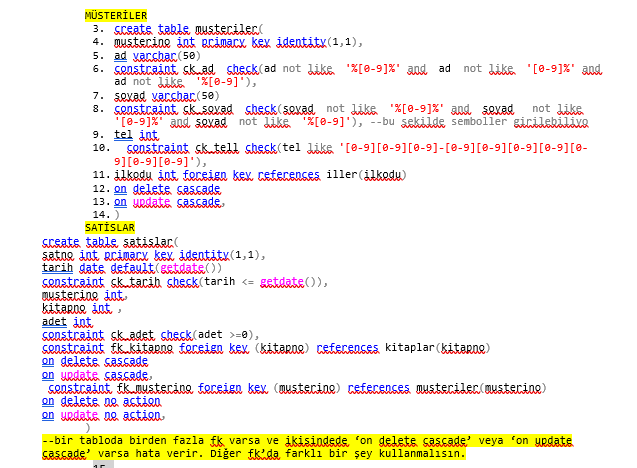 MÜSTERİLER
3. create table musteriler(
4. musterino int primary key identity(1,1),
5. ad varchar(50)
6. constraint ck_ad check(ad not like '%[0-9]%' and ad not like '[0-9]%' and
ad not like '%[0-9]'),
7. soyad varchar(50)
8. constraint ck_soyad check(soyad not like '%[0-9]%' and soyad not like
'[0-9]%' and soyad not like '%[0-9]'), --bu sekilde semboller girilebiliyo
9. tel int
10. constraint ck_tell check(tel like '[0-9][0-9][0-9]-[0-9][0-9][0-9][0-9][0-
9][0-9][0-9]'),
11. ilkodu int foreign key references iller(ilkodu)
12. on delete cascade
13. on update cascade,
14. )
SATİSLAR
create table satislar(
satno int primary key identity(1,1),
tarih date default(getdate())
constraint ck_tarih check(tarih <= getdate()),
musterino int,
kitapno int ,
adet int
constraint ck_adet check(adet >=0),
constraint fk_kitapno foreign key (kitapno) references kitaplar(kitapno)
on delete cascade
on update cascade,
constraint fk_musterino foreign key (musterino) references musteriler(musterino)
on delete no action
on update no action,
)
--bir tabloda birden fazla fk varsa ve ikisindede ‘on delete cascade’ veya ‘on update
cascade’ varsa hata verir. Diğer fk’da farklı bir şey kullanmalısın.
15.